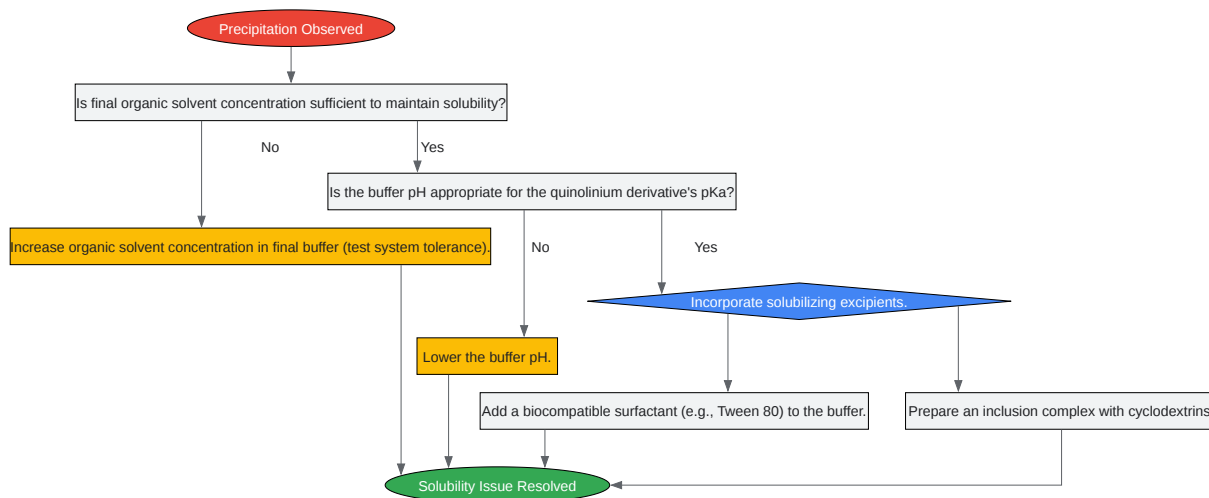 Precipitation Observed
Is final organic solvent concentration sufficient to maintain solubility?
No
Yes
Is the buffer pH appropriate for the quinolinium derivative's pKa?
Increase organic solvent concentration in final buffer (test system tolerance).
No
Yes
Incorporate solubilizing excipients.
Lower the buffer pH.
Add a biocompatible surfactant (e.g., Tween 80) to the buffer.
Prepare an inclusion complex with cyclodextrins
Solubility Issue Resolved